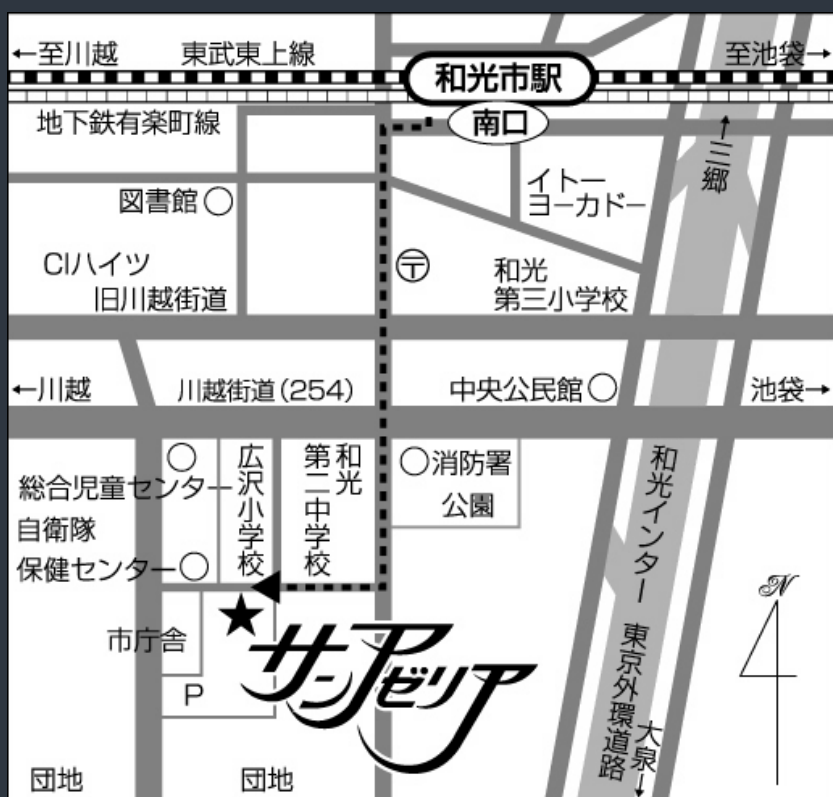 ←至川越
東武東上線
至池袋→
和光市駅
地下鉄有楽町線
南口
←三郷
イトー
ヨーカドー
図書館
〒
CIハイツ
旧川越街道
和光
第三小学校
←川越
川越街道(254)
中央公民館
池袋→
総合児童センター
広沢小学校
和光
第二中学校
消防署
公園
自衛隊
保健センター
和光インター
東京外環道路
大泉→
N
市庁舎
★
サンアゼリア
P
団地
団地